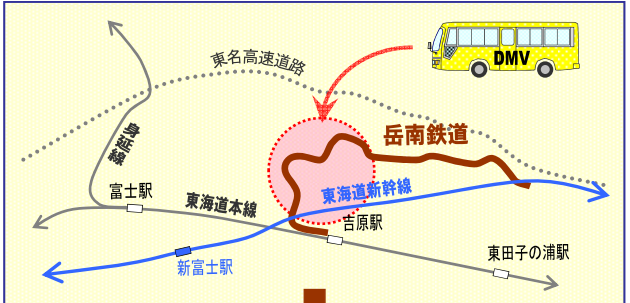 東名高速道路
DMV
岳南鉄道
身延線
東海道新幹線
富士駅
東海道本線
吉原駅
東田子の浦駅
新富士駅